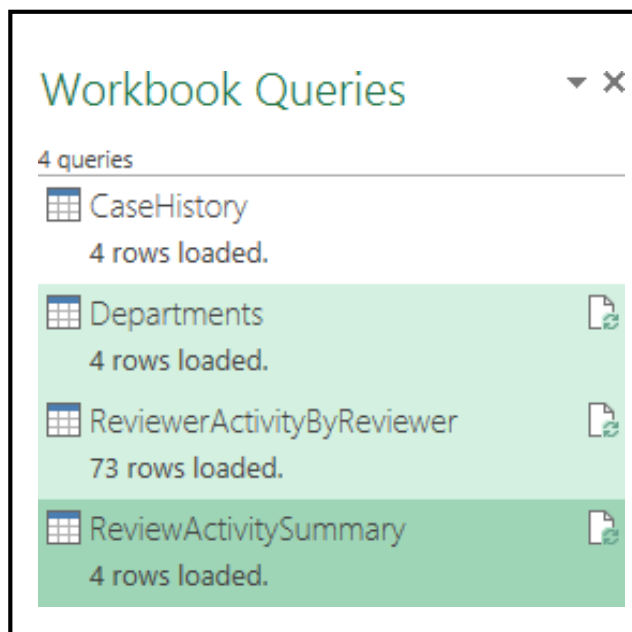 Workbook Queries
4 queries
CaseHistory
4 rows loaded.
Departments
4 rows loaded.
ReviewerActivityByReviewer
73 rows loaded.
ReviewActivitySummary
4 rows loaded.